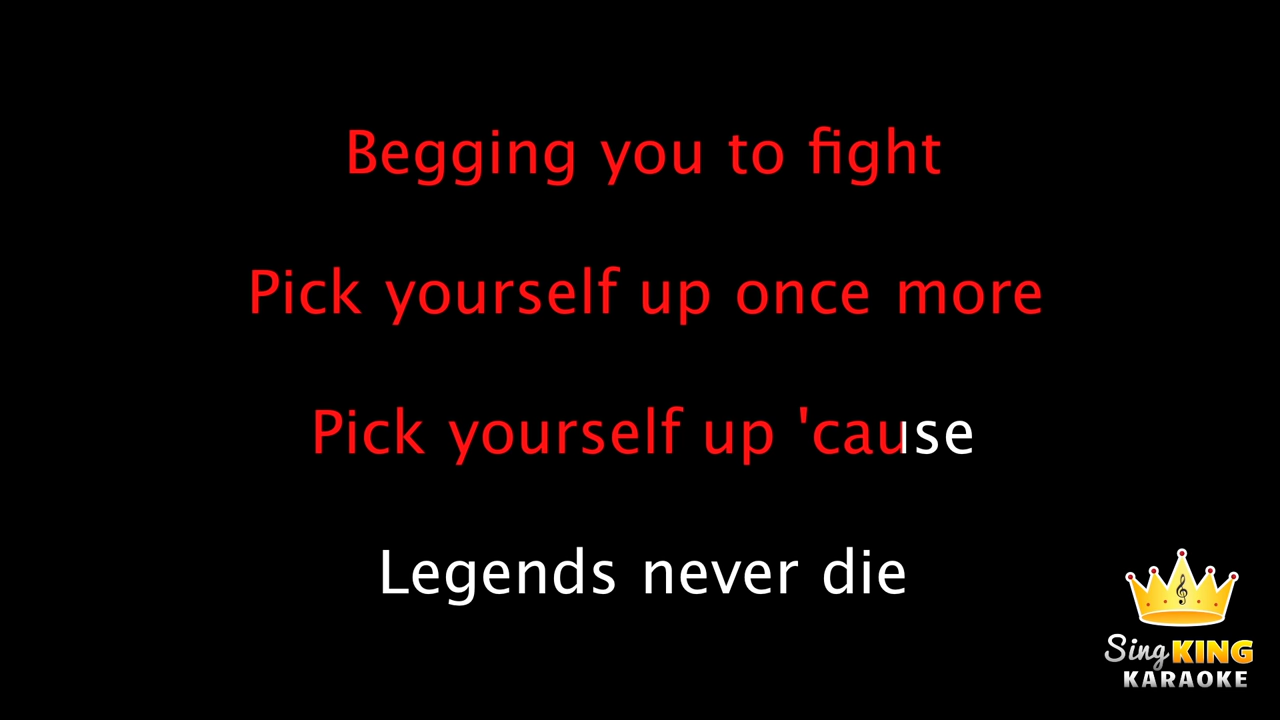 Begging you to fight
Pick yourself up once more
Pick yourself up 'cause
Legends never die
Sing KING
KARAOKE